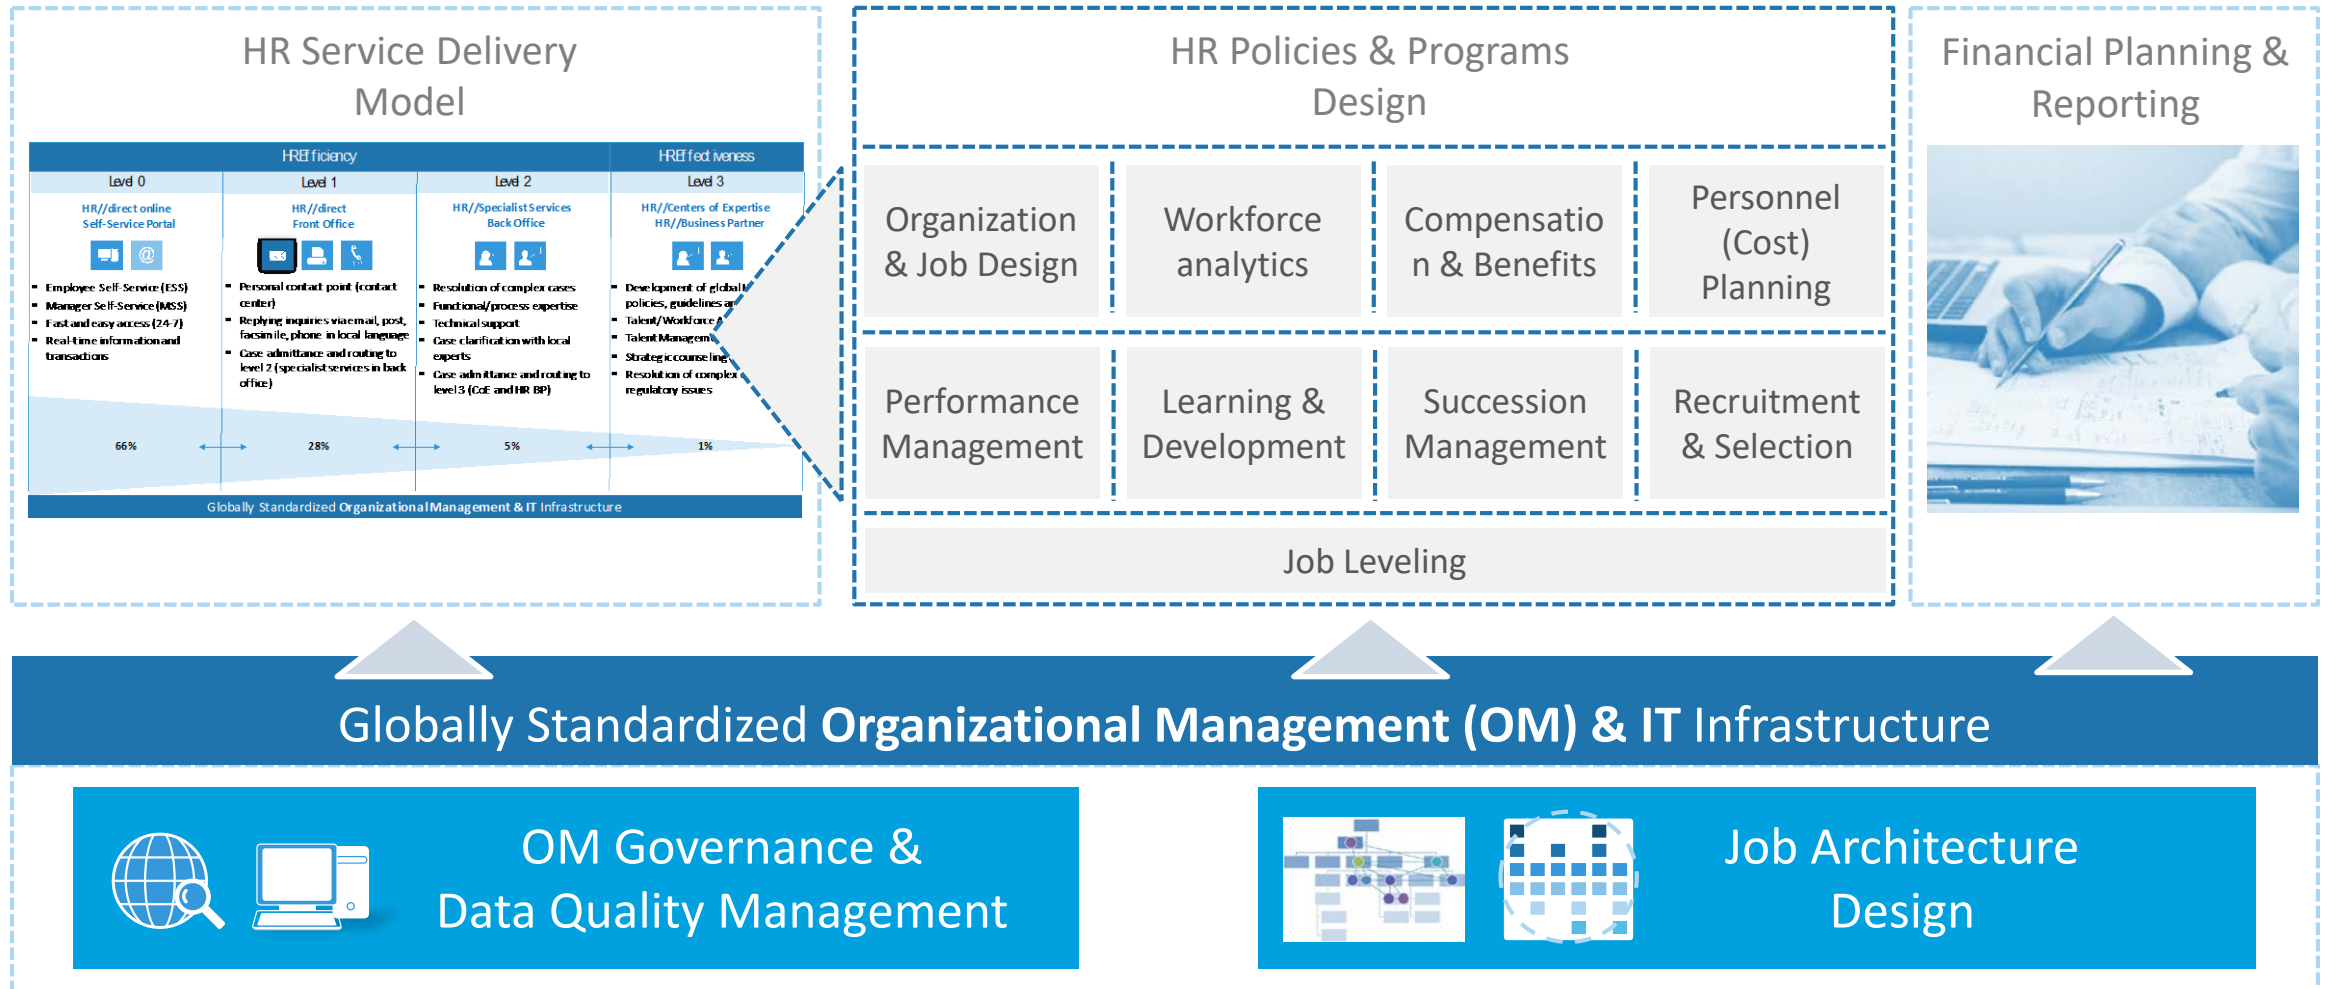 HR Service Delivery
Model
HR Efficiency
HR Effectiveness
Level 0
Level 1
Level 2
Level 3
HR//direct online
Self-Service Portal
HR//direct
Front Office
HR//Specialist Services
Back Office
HR//Centers of Expertise
HR//Business Partner
@
▪ Employee Self-Service (ESS)
▪ Manager Self-Service (MSS)
▪ Fast and easy access (24-7)
▪ Real-time information and
transactions
▪ Personal contact point (contact
center)
▪ Replying inquiries via email, post,
facsimile, phone in local language
▪ Case admittance and routing to
level 2 (specialist services in back
office)
▪ Resolution of complex cases
▪ Functional/process expertise
▪ Technical support
▪ Case clarification with local
experts
▪ Case admittance and routing to
level 3 (CoE and HR BP)
▪ Development of global
policies, guidelines
▪ Talent/Workforce
▪ Talent
▪ Strategic counseling
▪ Resolution of complex
regulatory issues
66%
28%
5%
1%
Globally Standardized Organizational Management & IT Infrastructure
HR Policies & Programs
Design
Organization
& Job Design
Workforce
analytics
Compensatio
n & Benefits
Personnel
(Cost)
Planning
Performance
Management
Learning &
Development
Succession
Management
Recruitment
& Selection
Job Leveling
Financial Planning &
Reporting
Globally Standardized Organizational Management (OM) & IT Infrastructure
OM Governance &
Data Quality Management
Job Architecture
Design